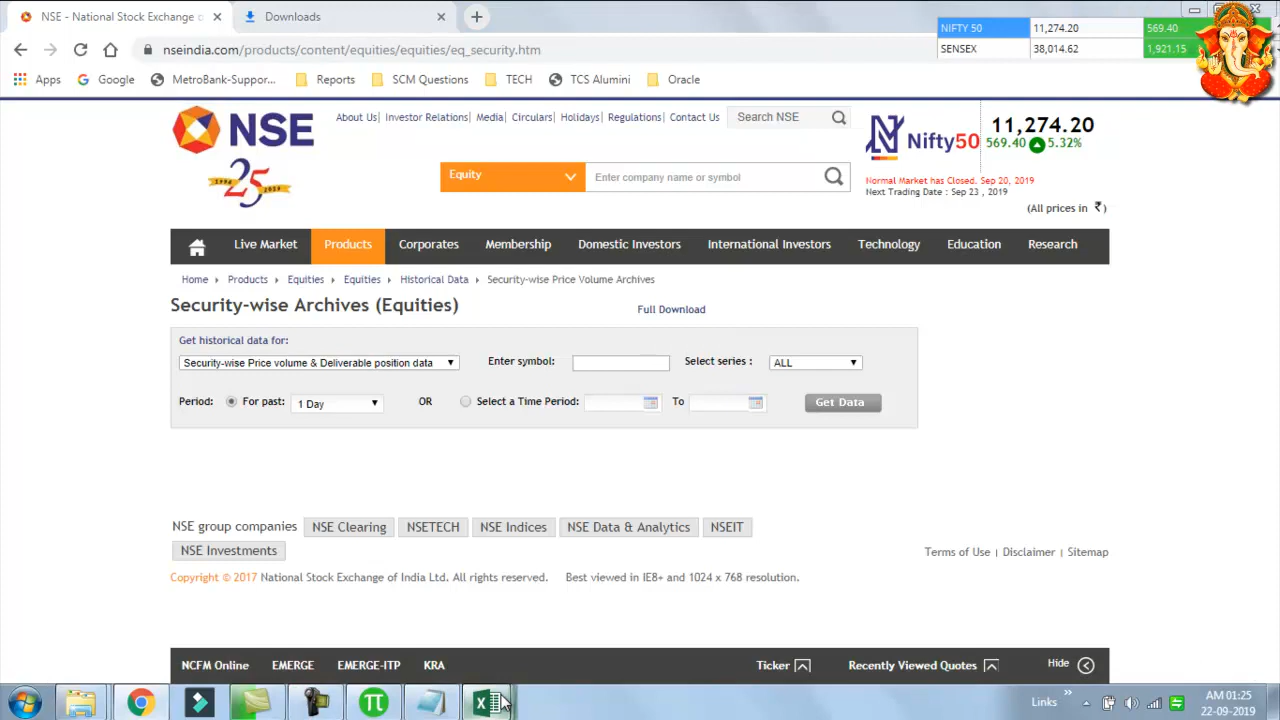 NSE - National Stock Exchange o
Downloads
NIFTY 50 11,274.20 569.40
SENSEX 38,014.62 1,921.15
nseindia.com/products/content/equities/equities/eq_security.htm
Apps Google MetroBank-Suppor... Reports SCM Questions TECH TCS Alumni Oracle
NSE
About Us| Investor Relations| Media| Circulars| Holidays| Regulations| Contact Us
Search NSE
Nifty50
11,274.20
569.40 5.32%
25
Equity
Enter company name or symbol
Normal Market has Closed. Sep 20, 2019
Next Trading Date : Sep 23 , 2019
(All prices in ₹)
Live Market Products Corporates Membership Domestic Investors International Investors Technology Education Research
Home Products Equities Equities Historical Data Security-wise Price Volume Archives
Security-wise Archives (Equities)
Full Download
Get historical data for:
Security-wise Price volume & Deliverable position data Enter symbol: Select series : ALL
Period: For past: 1 Day OR Select a Time Period: To Get Data
NSE group companies NSE Clearing NSETECH NSE Indices NSE Data & Analytics NSEIT
NSE Investments
Terms of Use | Disclaimer | Sitemap
Copyright © 2017 National Stock Exchange of India Ltd. All rights reserved. Best viewed in IE8+ and 1024 x 768 resolution.
NCFM Online EMERGE EMERGE-ITP KRA Ticker Recently Viewed Quotes Hide
Links
AM 01:25
22-09-2019